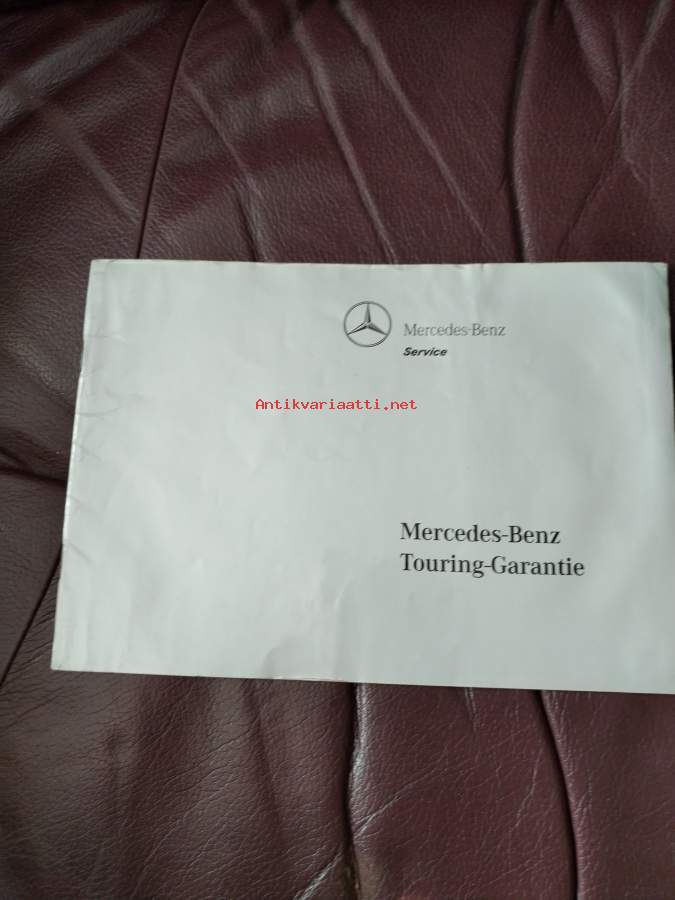 Mercedes-Benz
Service
Antikvariaatti.net
Mercedes-Benz
Touring-Garantie